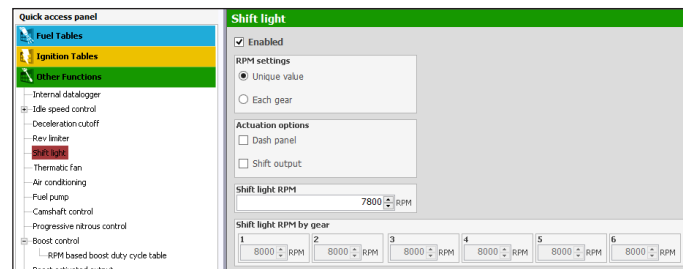 Quick access panel
Fuel Tables
Ignition Tables
Other Functions
Internal datalogger
Idle speed control
Deceleration cutoff
Rev limiter
Shift light
Thermatic fan
Air conditioning
Fuel pump
Camshaft control
Progressive nitrous control
Boost control
RPM based boost duty cycle table
Boost activated output
Shift light
Enabled
RPM settings
Unique value
Each gear
Actuation options
Dash panel
Shift output
Shift light RPM
7800 RPM
Shift light RPM by gear
1 2 3 4 5 6
8000 RPM 8000 RPM 8000 RPM 8000 RPM 8000 RPM 8000 RPM